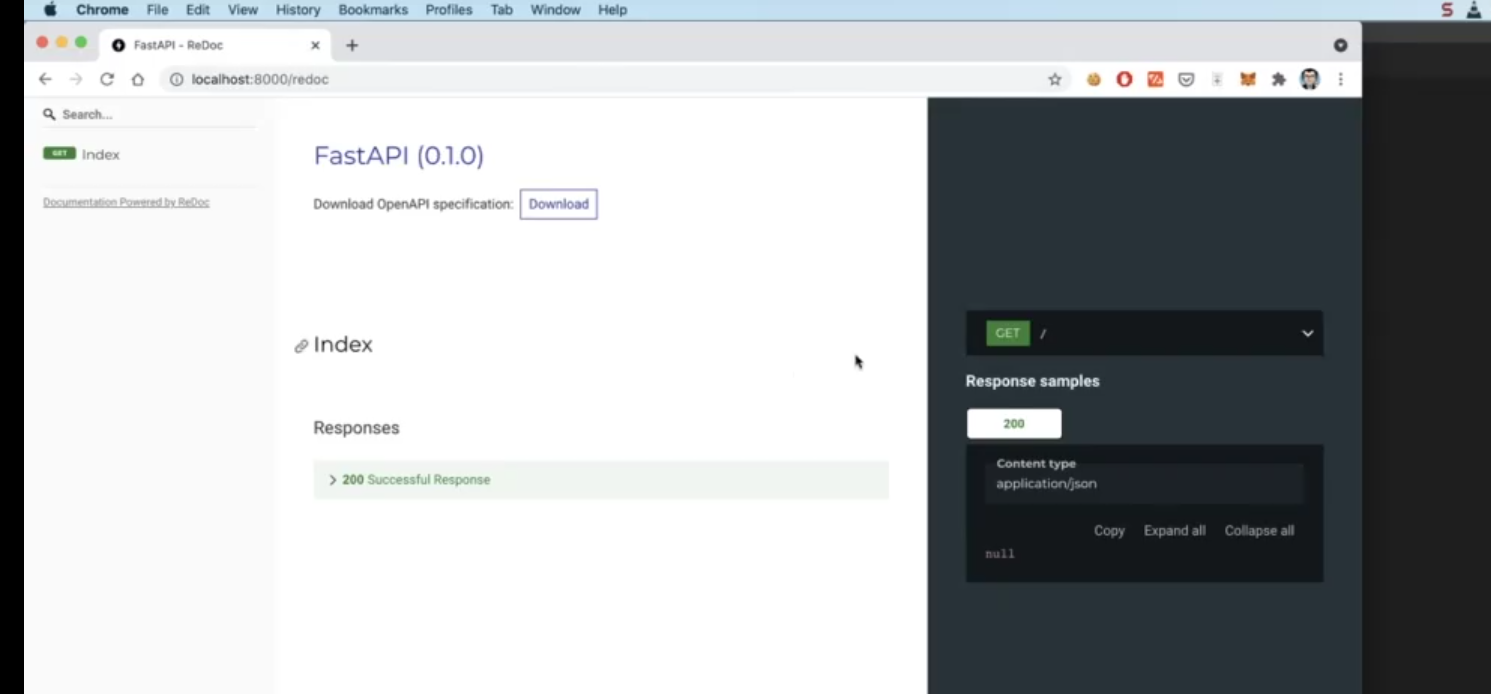 Chrome File Edit View History Bookmarks Profiles Tab Window Help
FastAPI - ReDoc
localhost:8000/redoc
Search...
GET Index
Documentation Powered by ReDoc
FastAPI (0.1.0)
Download OpenAPI specification: Download
Index
Responses
200 Successful Response
GET /
Response samples
200
Content type
application/json
Copy Expand all Collapse all
null